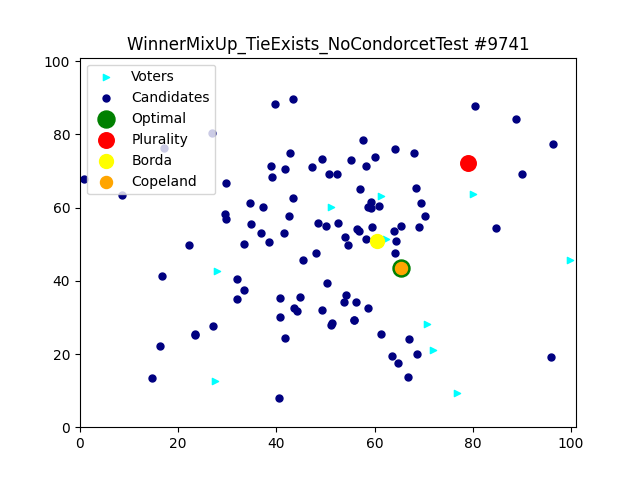 WinnerMixUp_TieExists_NoCondorcetTest #9741
100
80
60
40
20
0
Voters
Candidates
Optimal
Plurality
Borda
Copeland
0 20 40 60 80 100